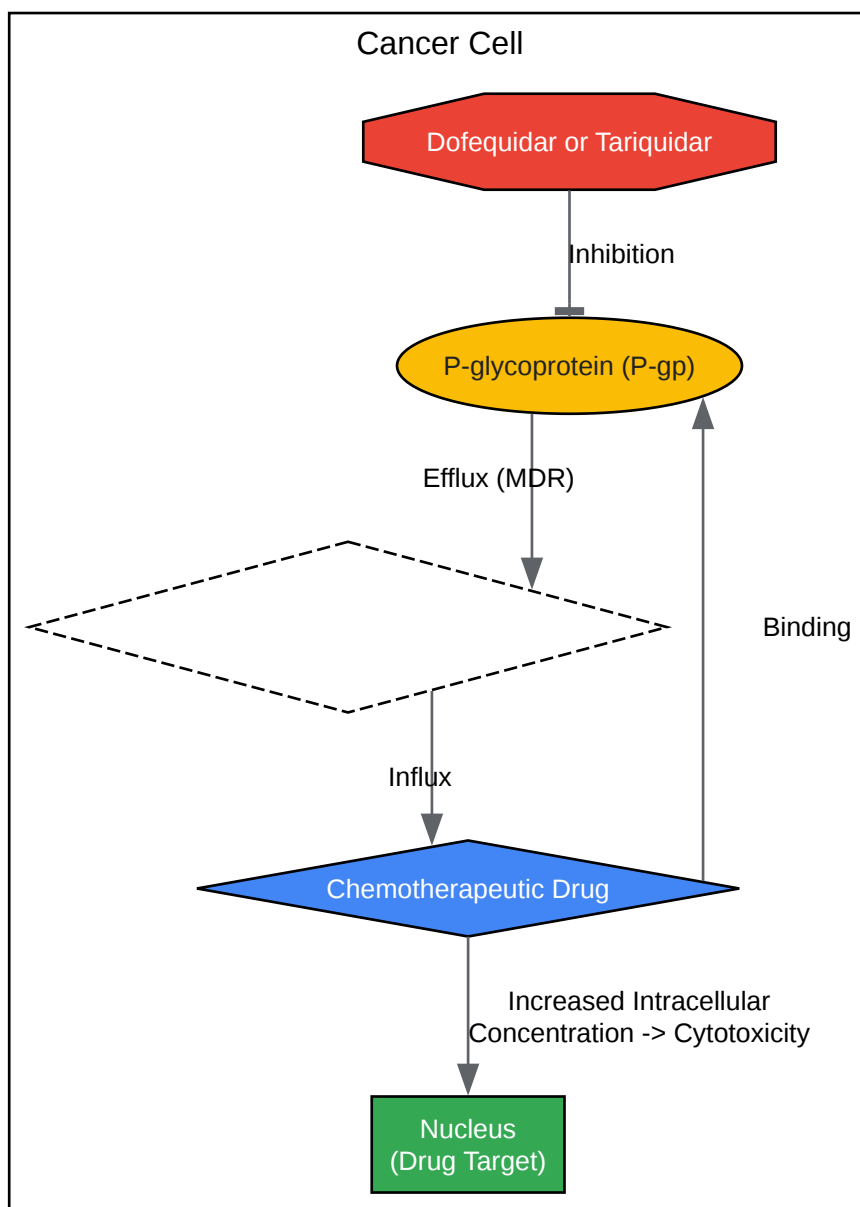 Cancer Cell
Dofequidar or Tariquidar
Inhibition
P-glycoprotein (P-gp)
Efflux (MDR)
Binding
Influx
Chemotherapeutic Drug
Increased Intracellular
Concentration -> Cytotoxicity
Nucleus
(Drug Target)